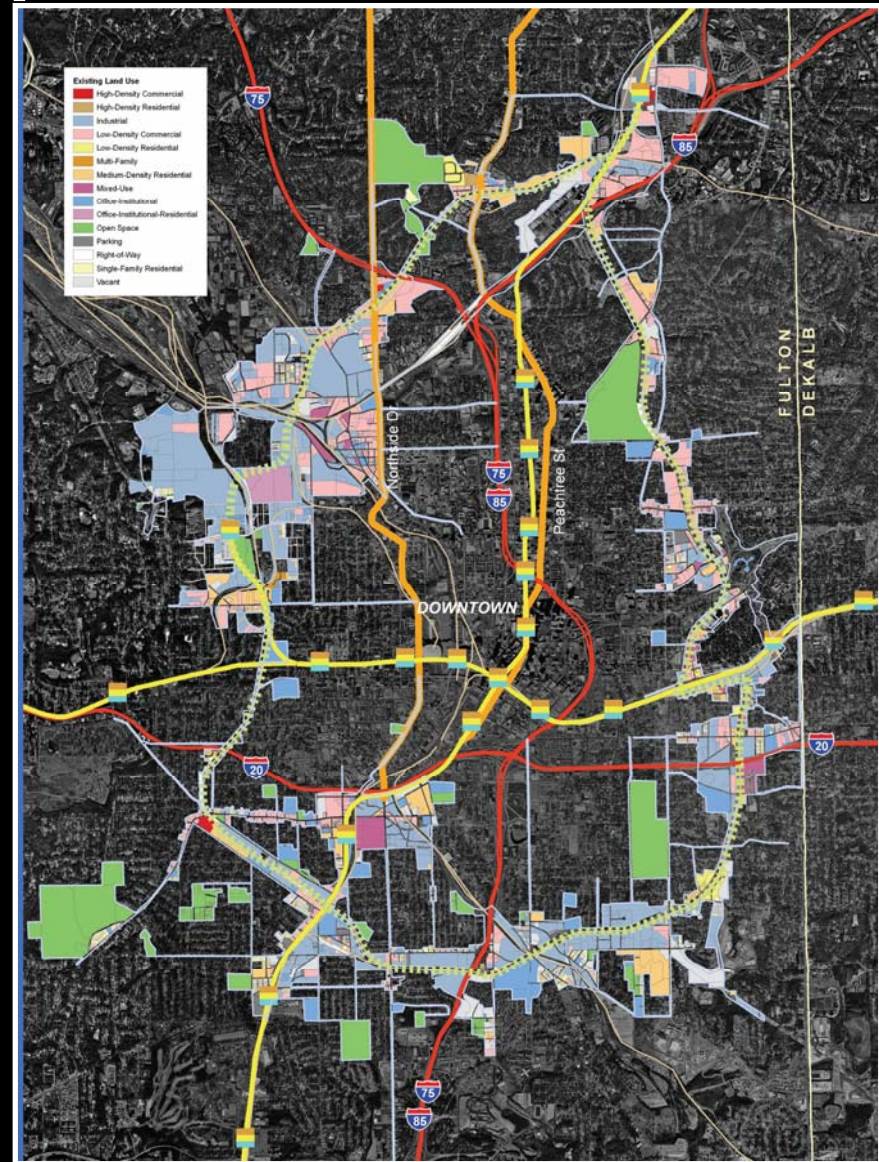 Existing Land Use
High-Density Commercial
High-Density Residential
Industrial
Low-Density Commercial
Low-Density Residential
Multi-Family
Medium-Density Residential
Mixed-Use
Office-Institutional
Office-Institutional-Residential
Open Space
Parking
Right-of-Way
Single-Family Residential
Vacant
75
85
FULTON
DEKALB
Northside Dr
75
85
Peachtree St
DOWNTOWN
20
20
75
85